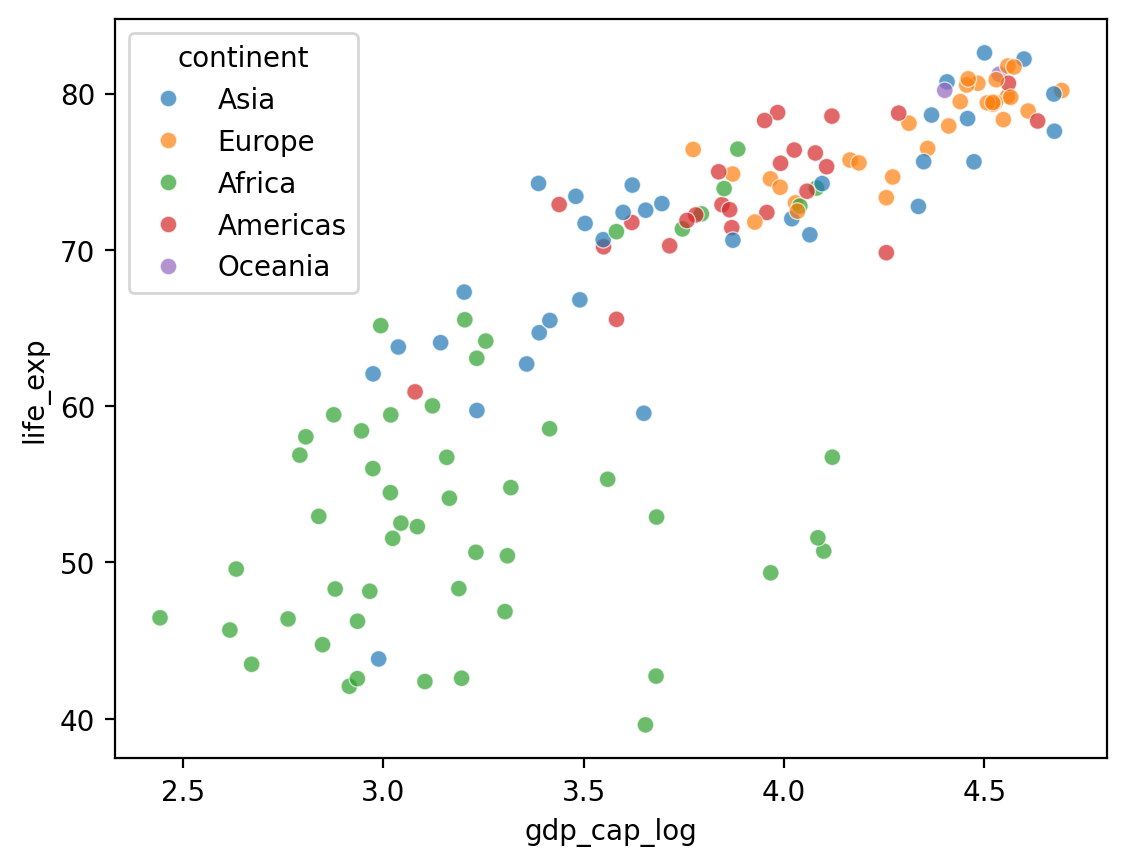 continent
Asia
Europe
Africa
Americas
Oceania
life_exp
80
70
60
50
40
2.5 3.0 3.5 4.0 4.5
gdp_cap_log